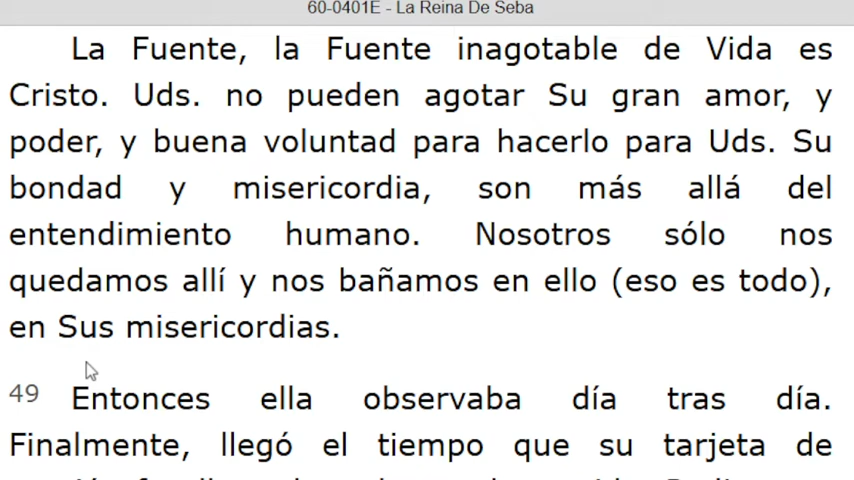 60-0401E - La Reina De Seba
La Fuente, la Fuente inagotable de Vida es
Cristo. Uds. no pueden agotar Su gran amor, y
poder, y buena voluntad para hacerlo para Uds. Su
bondad y misericordia, son más allá del
entendimiento humano. Nosotros sólo nos
quedamos allí y nos bañamos en ello (eso es todo),
en Sus misericordias.
49 Entonces ella observaba día tras día.
Finalmente, llegó el tiempo que su tarjeta de